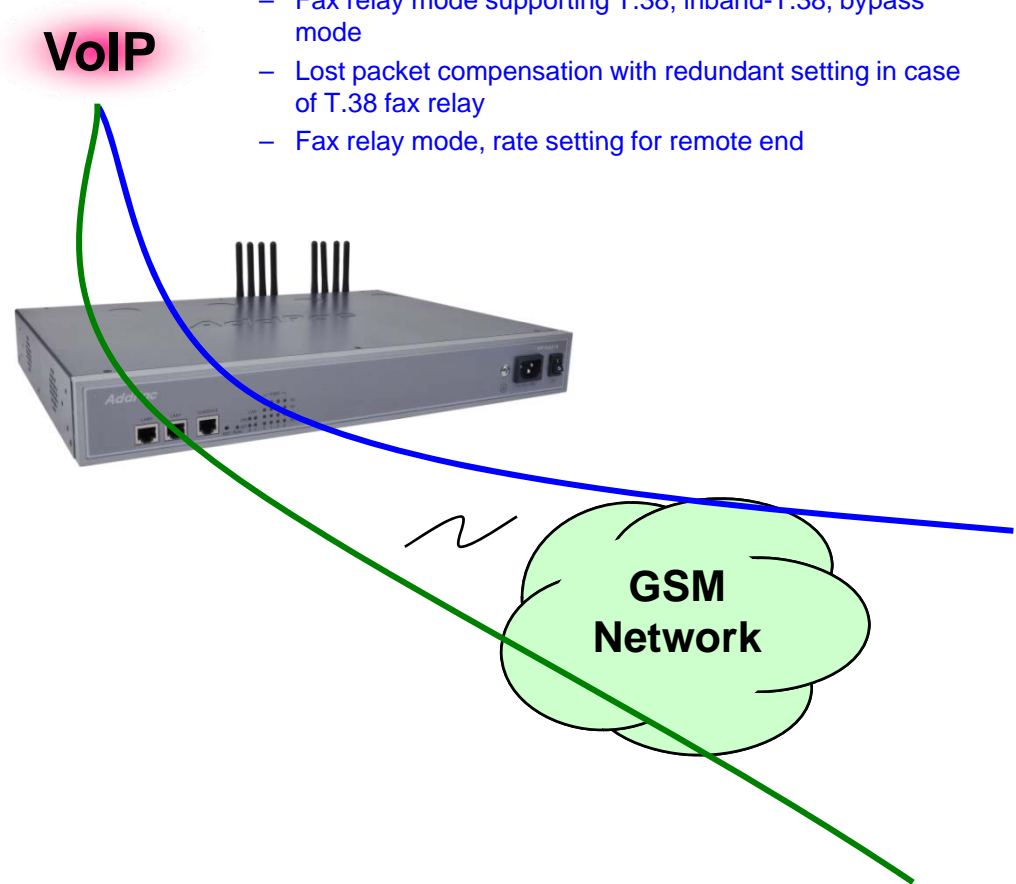 – Fax relay mode supporting T.38, inband-T.38, bypass
mode
VoIP
– Lost packet compensation with redundant setting in case
of T.38 fax relay
– Fax relay mode, rate setting for remote end
AddPac
GSM
Network